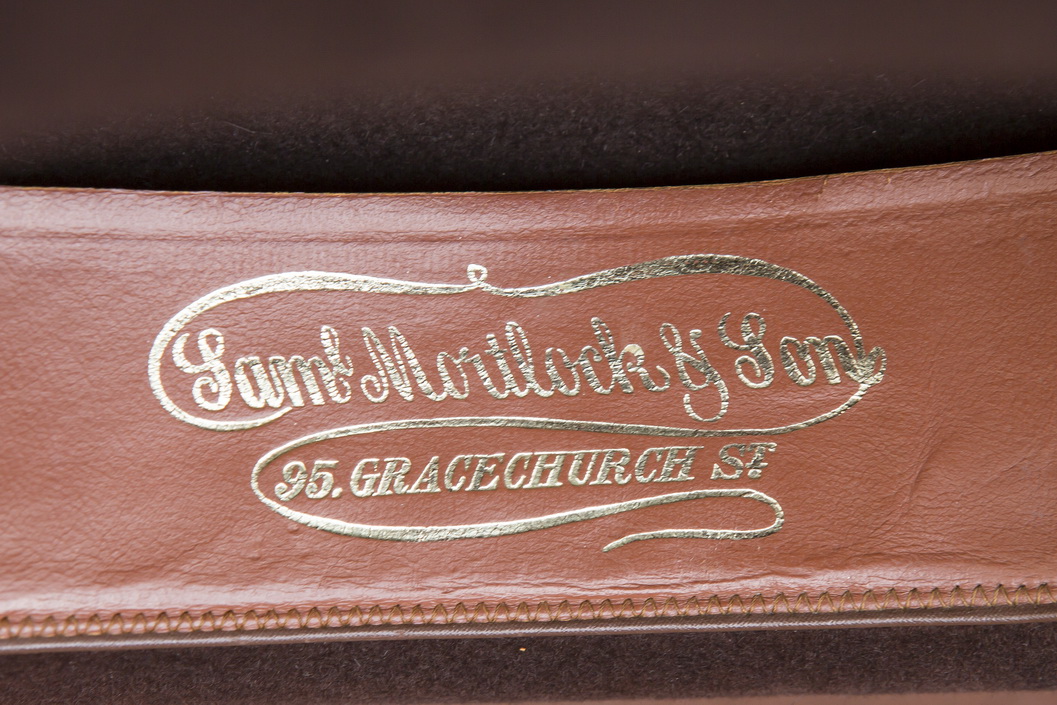 Saml Mortlock & Son
95. GRACECHURCH ST